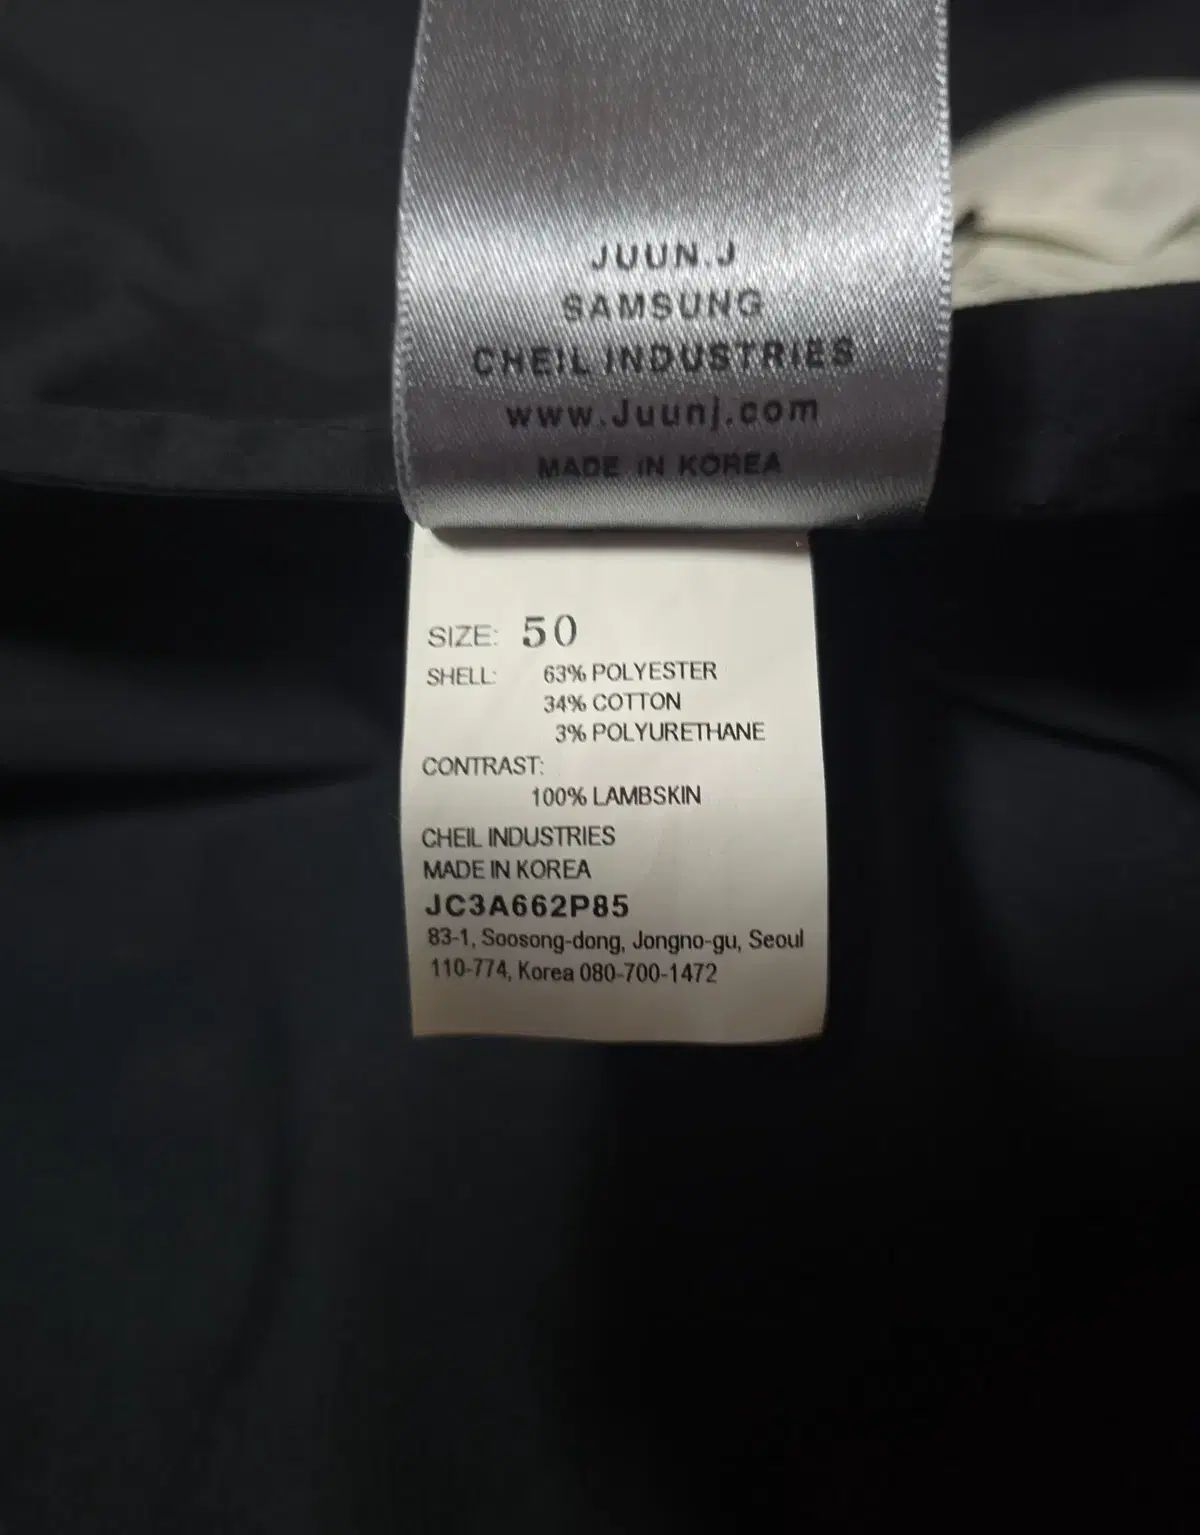 JUUN.J
SAMSUNG
CHEIL INDUSTRIES
www.Juunj.com
MADE IN KOREA
SIZE: 50
SHELL: 63% POLYESTER
34% COTTON
3% POLYURETHANE
CONTRAST:
100% LAMBSKIN
CHEIL INDUSTRIES
MADE IN KOREA
JC3A662P85
83-1, Soosong-dong, Jongno-gu, Seoul
110-774, Korea 080-700-1472